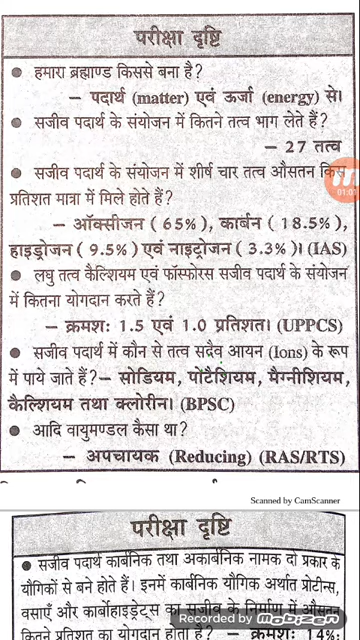 परीक्षा दृष्टि
● हमारा ब्रह्माण्ड किससे बना है?
– पदार्थ (matter) एवं ऊर्जा (energy) से।
● सजीव पदार्थ के संयोजन में कितने तत्व भाग लेते हैं?
– 27 तत्व
● सजीव पदार्थ के संयोजन में शीर्ष चार तत्व औसतन किस
प्रतिशत मात्रा में मिले होते हैं?
– ऑक्सीजन ( 65%), कार्बन ( 18.5%),
हाइड्रोजन ( 9.5%) एवं नाइट्रोजन ( 3.3%)। (IAS)
● लघु तत्व कैल्शियम एवं फॉस्फोरस सजीव पदार्थ के संयोजन
में कितना योगदान करते हैं?
– क्रमशः 1.5 एवं 1.0 प्रतिशत। (UPPCS)
● सजीव पदार्थ में कौन से तत्व सदैव आयन (Ions) के रूप
में पाये जाते हैं?– सोडियम, पोटैशियम, मैग्नीशियम,
कैल्शियम तथा क्लोरीन। (BPSC)
● आदि वायुमण्डल कैसा था?
– अपचायक (Reducing) (RAS/RTS)
Scanned by CamScanner
परीक्षा दृष्टि
● सजीव पदार्थ कार्बनिक तथा अकार्बनिक नामक दो प्रकार के
यौगिकों से बने होते हैं। इनमें कार्बनिक यौगिक अर्थात प्रोटीन्स,
वसाएँ और कार्बोहाइड्रेट्स का सजीव के निर्माण में औसतन
कितने प्रतिशत का योगदान होता है? – क्रमशः 14%;
RECORDED BY MOBIZEN